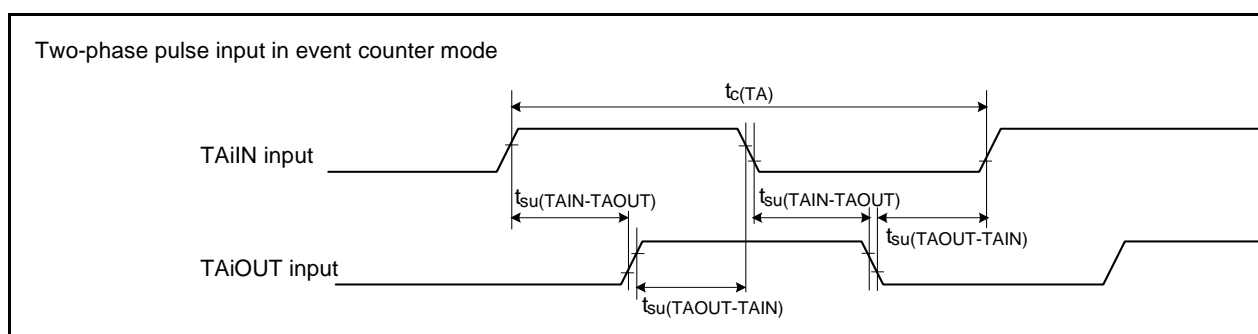 Two-phase pulse input in event counter mode
tc(TA)
TAiIN input
tsu(TAIN-TAOUT)
tsu(TAIN-TAOUT)
tsu(TAOUT-TAIN)
TAiOUT input
tsu(TAOUT-TAIN)